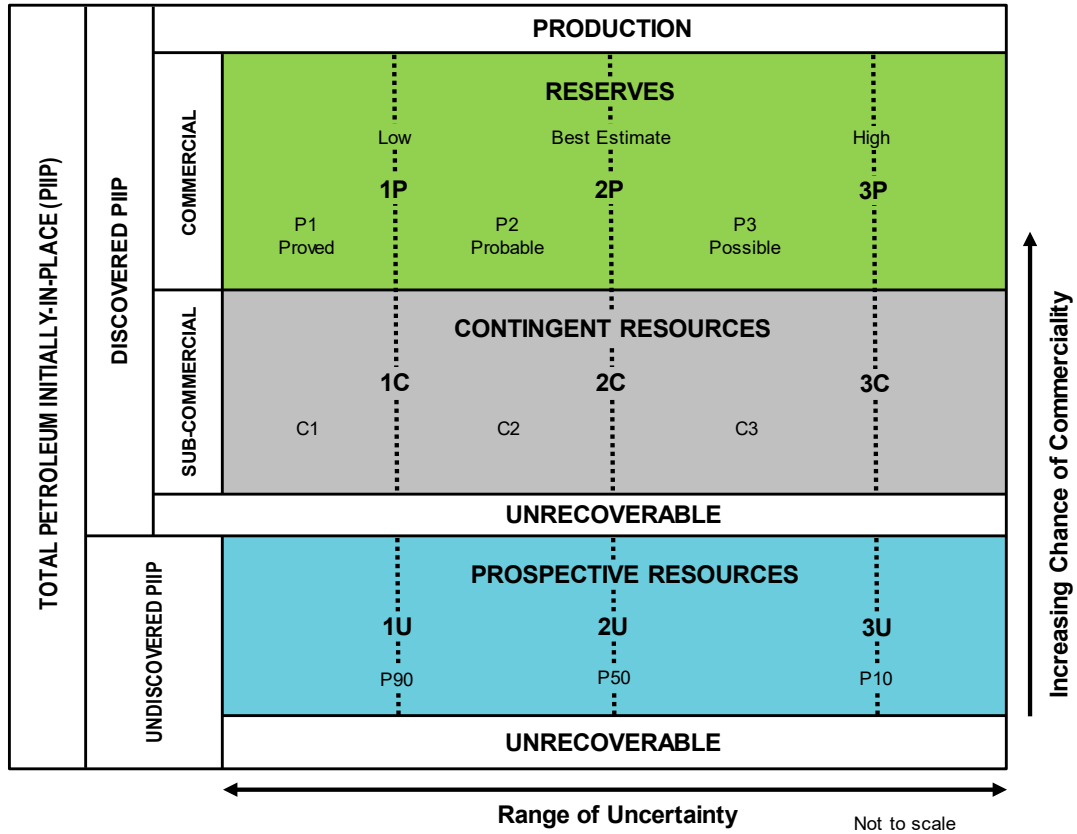 TOTAL PETROLEUM INITIALLY-IN-PLACE (PIIP)
DISCOVERED PIIP
UNDISCOVERED PIIP
COMMERCIAL
SUB-COMMERCIAL
PRODUCTION
RESERVES
Low Best Estimate High
1P 2P 3P
P1 P2 P3
Proved Probable Possible
CONTINGENT RESOURCES
1C 2C 3C
C1 C2 C3
UNRECOVERABLE
PROSPECTIVE RESOURCES
1U 2U 3U
P90 P50 P10
UNRECOVERABLE
Increasing Chance of Commerciality
Range of Uncertainty
Not to scale